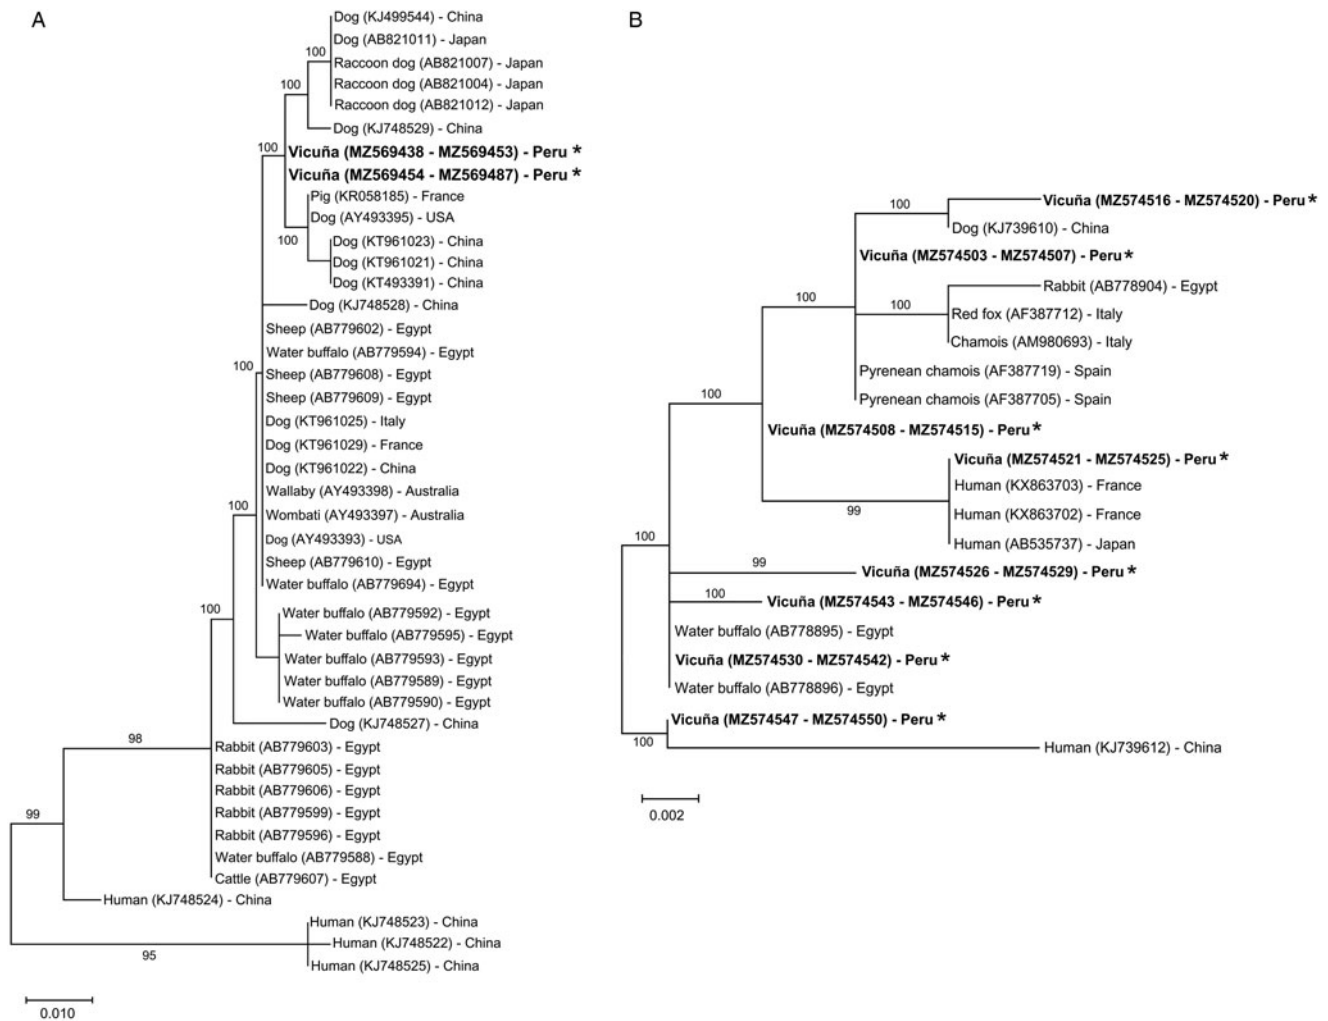 A
Dog (KJ499544) - China
Dog (AB821011) - Japan
100
Raccoon dog (AB821007) - Japan
100
Raccoon dog (AB821004) - Japan
Raccoon dog (AB821012) - Japan
Dog (KJ748529) - China
100
Vicuña (MZ569438 - MZ569453) - Peru *
Vicuña (MZ569454 - MZ569487) - Peru *
Pig (KR058185) - France
Dog (AY493395) - USA
100
Dog (KT961023) - China
Dog (KT961021) - China
Dog (KT493391) - China
Dog (KJ748528) - China
Sheep (AB779602) - Egypt
Water buffalo (AB779594) - Egypt
100
Sheep (AB779608) - Egypt
Sheep (AB779609) - Egypt
Dog (KT961025) - Italy
Dog (KT961029) - France
Dog (KT961022) - China
Wallaby (AY493398) - Australia
100
Wombati (AY493397) - Australia
Dog (AY493393) - USA
Sheep (AB779610) - Egypt
Water buffalo (AB779694) - Egypt
100
Water buffalo (AB779592) - Egypt
Water buffalo (AB779595) - Egypt
Water buffalo (AB779593) - Egypt
Water buffalo (AB779589) - Egypt
Water buffalo (AB779590) - Egypt
Dog (KJ748527) - China
98
Rabbit (AB779603) - Egypt
Rabbit (AB779605) - Egypt
Rabbit (AB779606) - Egypt
99
Rabbit (AB779599) - Egypt
Rabbit (AB779596) - Egypt
Water buffalo (AB779588) - Egypt
Cattle (AB779607) - Egypt
Human (KJ748524) - China
Human (KJ748523) - China
95
Human (KJ748522) - China
Human (KJ748525) - China
0.010
B
100
Vicuña (MZ574516 - MZ574520) - Peru *
Dog (KJ739610) - China
Vicuña (MZ574503 - MZ574507) - Peru *
100
100
Rabbit (AB778904) - Egypt
Red fox (AF387712) - Italy
Chamois (AM980693) - Italy
Pyrenean chamois (AF387719) - Spain
100
Pyrenean chamois (AF387705) - Spain
Vicuña (MZ574508 - MZ574515) - Peru *
Vicuña (MZ574521 - MZ574525) - Peru *
Human (KX863703) - France
99
Human (KX863702) - France
100
Human (AB535737) - Japan
99
Vicuña (MZ574526 - MZ574529) - Peru *
100
Vicuña (MZ574543 - MZ574546) - Peru *
Water buffalo (AB778895) - Egypt
Vicuña (MZ574530 - MZ574542) - Peru *
Water buffalo (AB778896) - Egypt
Vicuña (MZ574547 - MZ574550) - Peru *
100
Human (KJ739612) - China
0.002